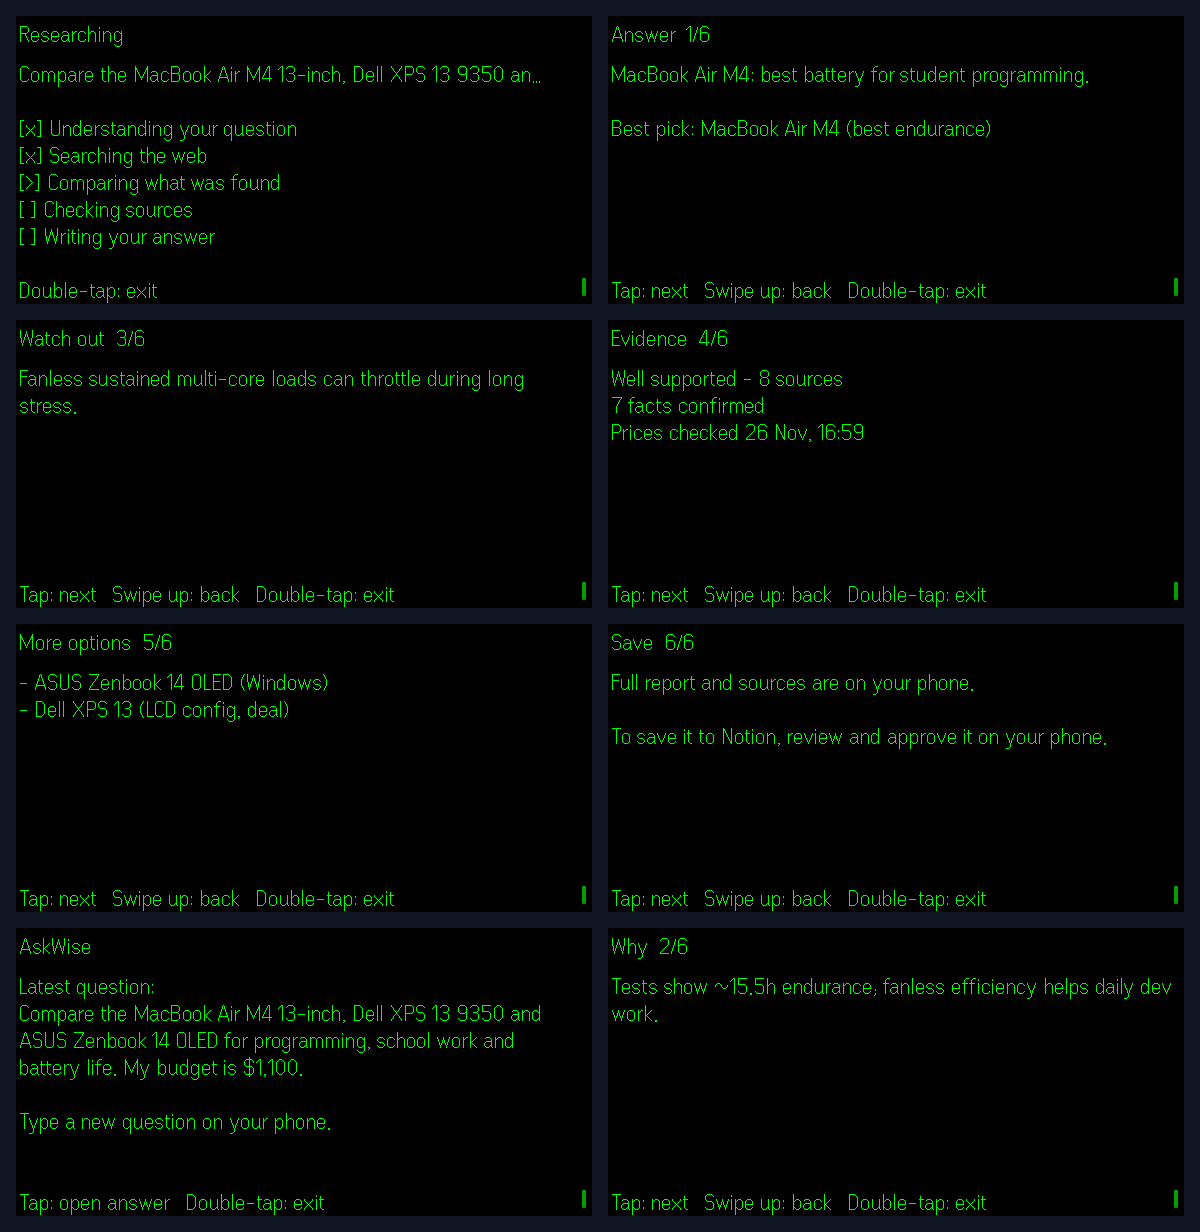 Researching
Compare the MacBook Air M4 13-inch, Dell XPS 13 9350 an...
[x] Understanding your question
[x] Searching the web
[>] Comparing what was found
[ ] Checking sources
[ ] Writing your answer
Double-tap: exit
Answer 1/6
MacBook Air M4: best battery for student programming.
Best pick: MacBook Air M4 (best endurance)
Tap: next Swipe up: back Double-tap: exit
Watch out 3/6
Fanless sustained multi-core loads can throttle during long
stress.
Tap: next Swipe up: back Double-tap: exit
Evidence 4/6
Well supported - 8 sources
7 facts confirmed
Prices checked 26 Nov, 16:59
Tap: next Swipe up: back Double-tap: exit
More options 5/6
- ASUS Zenbook 14 OLED (Windows)
- Dell XPS 13 (LCD config, deal)
Tap: next Swipe up: back Double-tap: exit
Save 6/6
Full report and sources are on your phone.
To save it to Notion, review and approve it on your phone.
Tap: next Swipe up: back Double-tap: exit
AskWise
Latest question:
Compare the MacBook Air M4 13-inch, Dell XPS 13 9350 and
ASUS Zenbook 14 OLED for programming, school work and
battery life. My budget is $1,100.
Type a new question on your phone.
Tap: open answer Double-tap: exit
Why 2/6
Tests show ~15.5h endurance; fanless efficiency helps daily dev
work.
Tap: next Swipe up: back Double-tap: exit